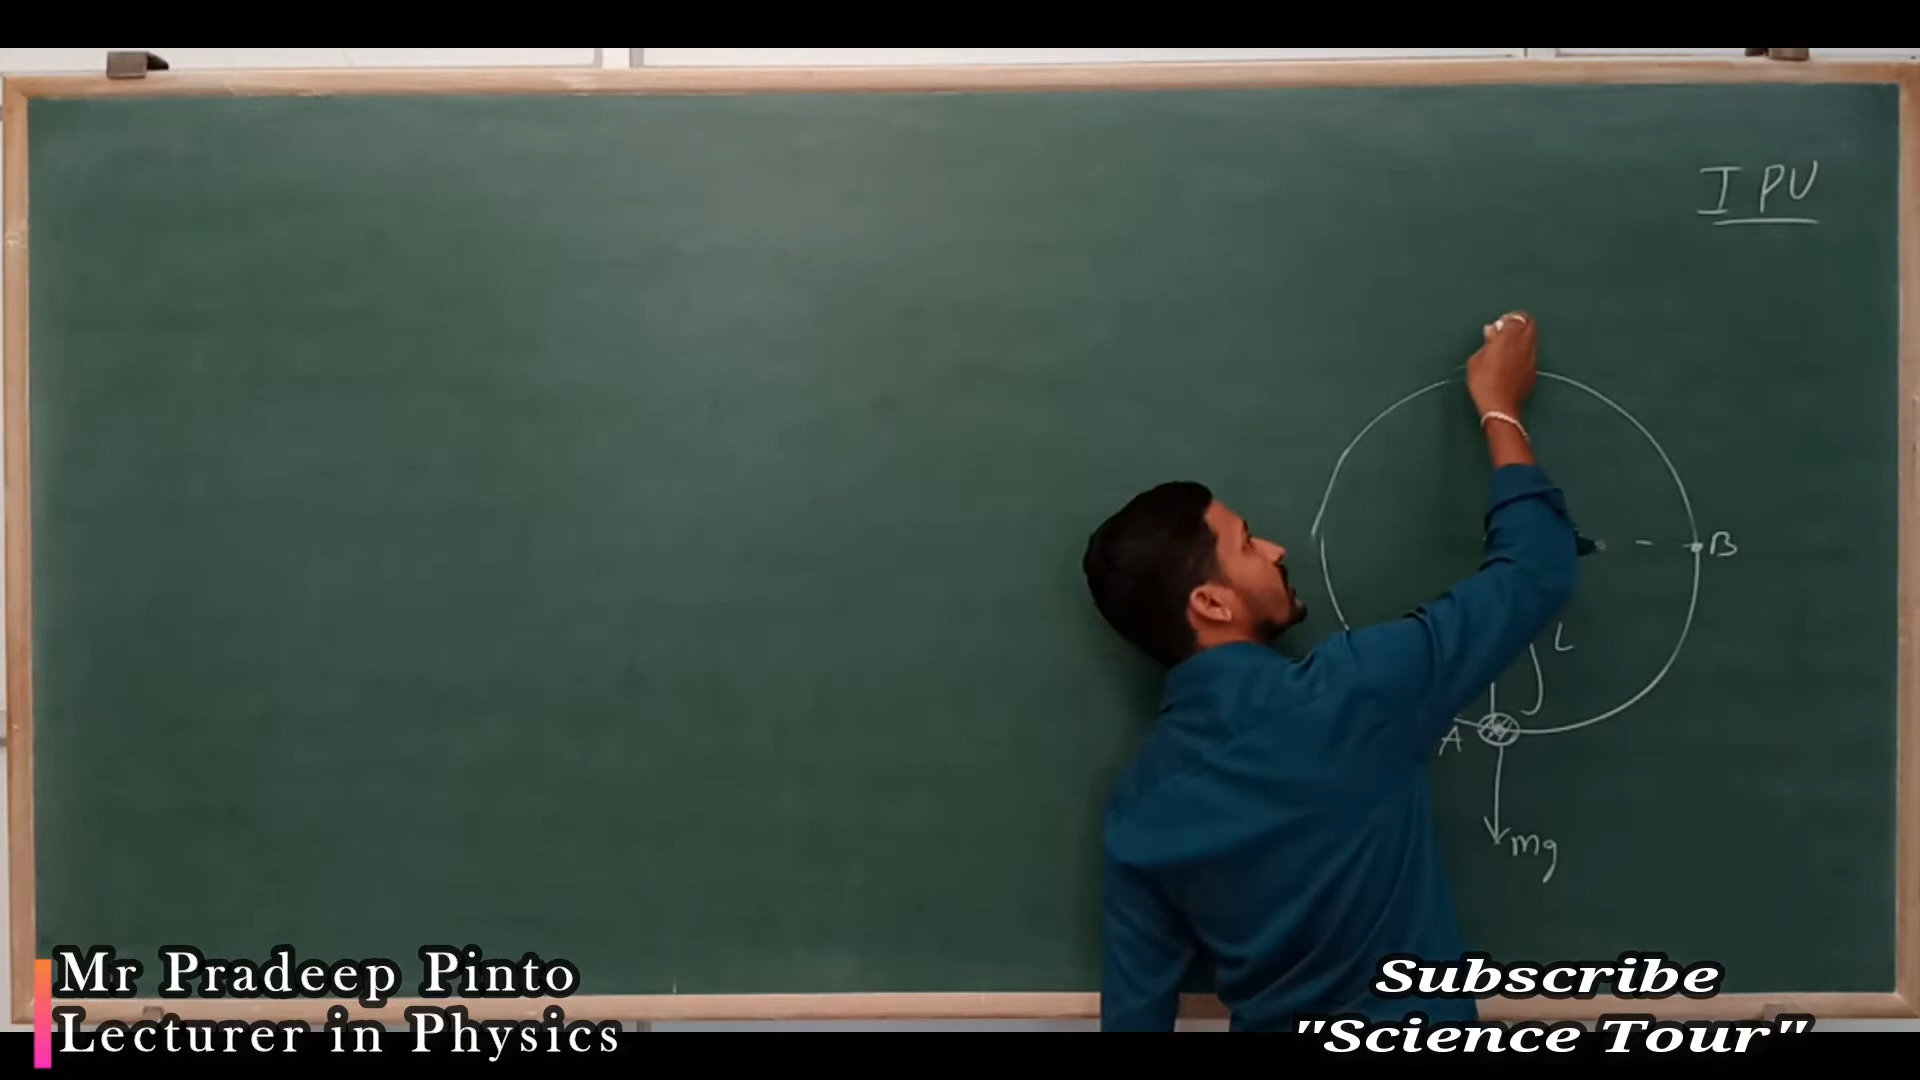 I PU
B
L
A
mg
Mr Pradeep Pinto
Lecturer in Physics
Subscribe
"Science Tour"